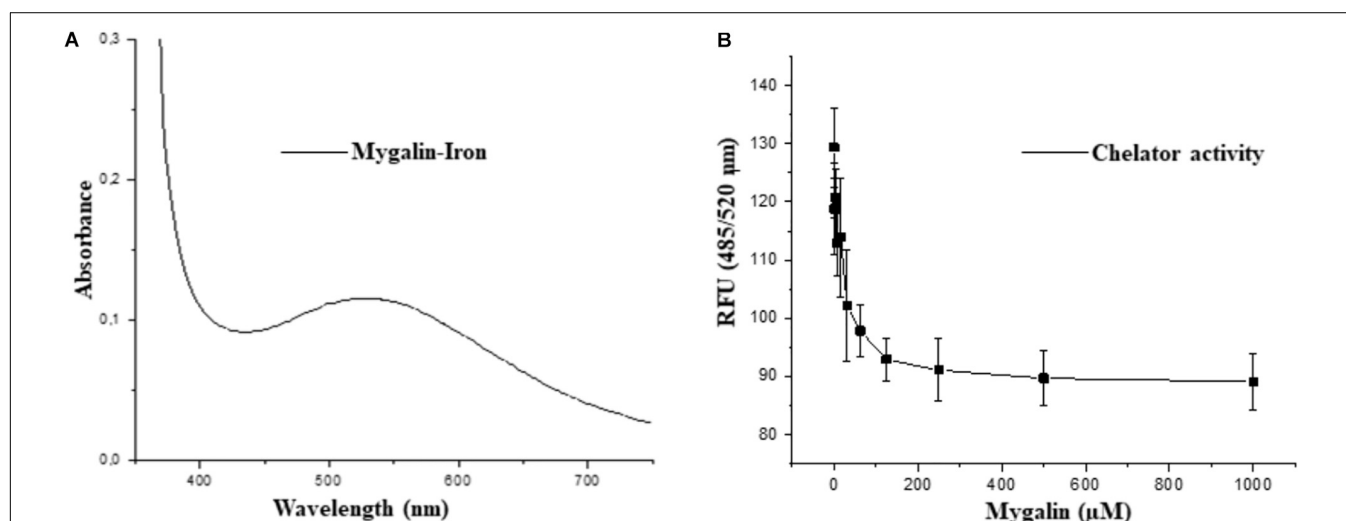 A
0,3
0,2
0,1
0,0
Absorbance
Mygalin-Iron
400
500
600
700
Wavelength (nm)
B
140
130
120
110
100
90
80
RFU (485/520 μm)
Chelator activity
0
200
400
600
800
1000
Mygalin (μM)